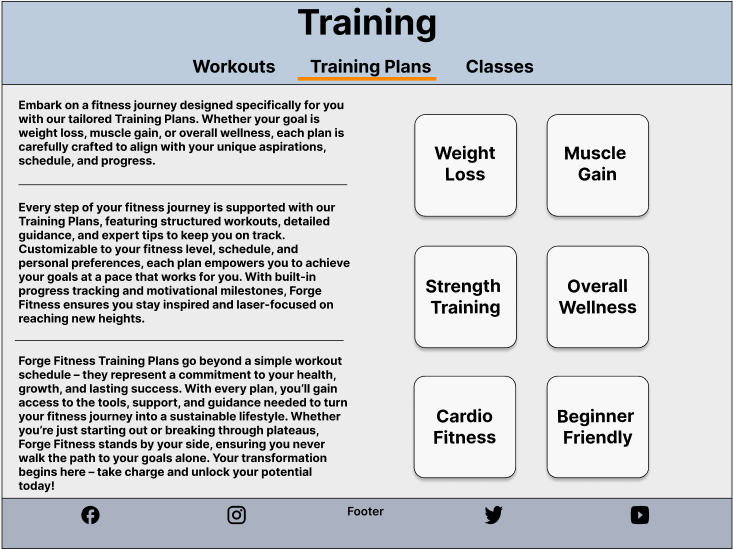 Training
Workouts
Training Plans
Classes
Embark on a fitness journey designed specifically for you
with our tailored Training Plans. Whether your goal is
weight loss, muscle gain, or overall wellness, each plan is
carefully crafted to align with your unique aspirations,
schedule, and progress.
Every step of your fitness journey is supported with our
Training Plans, featuring structured workouts, detailed
guidance, and expert tips to keep you on track.
Customizable to your fitness level, schedule, and
personal preferences, each plan empowers you to achieve
your goals at a pace that works for you. With built-in
progress tracking and motivational milestones, Forge
Fitness ensures you stay inspired and laser-focused on
reaching new heights.
Forge Fitness Training Plans go beyond a simple workout
schedule – they represent a commitment to your health,
growth, and lasting success. With every plan, you’ll gain
access to the tools, support, and guidance needed to turn
your fitness journey into a sustainable lifestyle. Whether
you’re just starting out or breaking through plateaus,
Forge Fitness stands by your side, ensuring you never
walk the path to your goals alone. Your transformation
begins here – take charge and unlock your potential
today!
Weight
Loss
Muscle
Gain
Strength
Training
Overall
Wellness
Cardio
Fitness
Beginner
Friendly
Footer